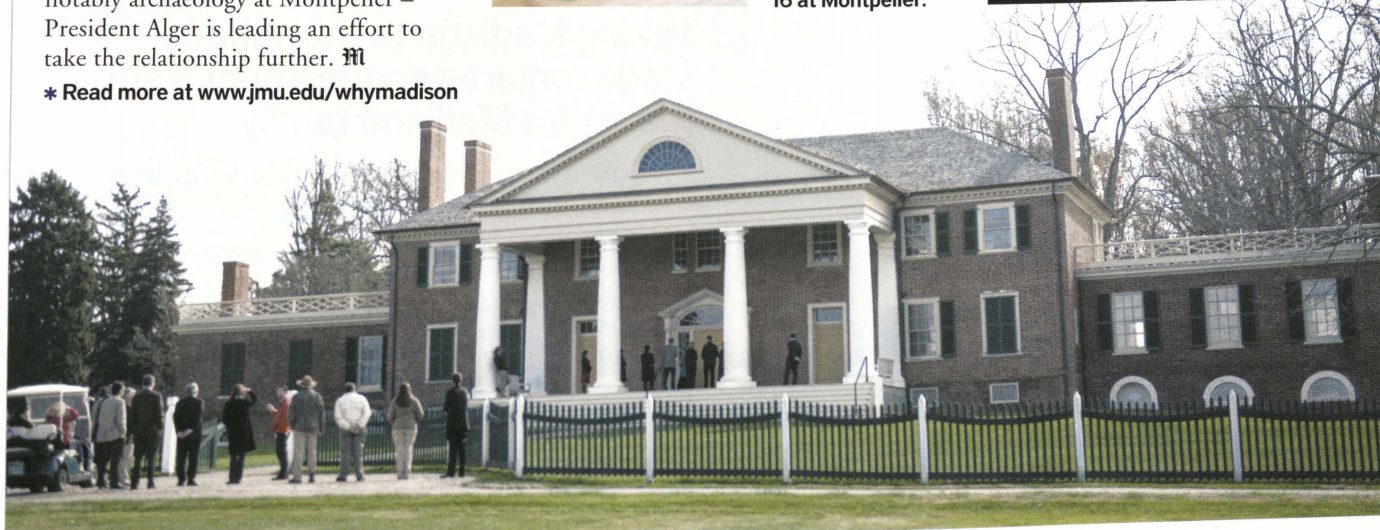 notably archaeology at Montpelier –
President Alger is leading an effort to
take the relationship further. M
* Read more at www.jmu.edu/whymadison
16 at Montpelier.